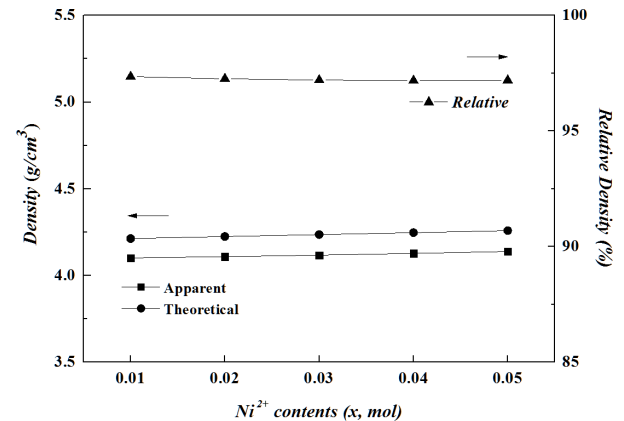 5.5
5.0
4.5
4.0
3.5
Density (g/cm³)
100
95
90
85
Relative Density (%)
Relative
Apparent
Theoretical
0.01 0.02 0.03 0.04 0.05
Ni²⁺ contents (x, mol)